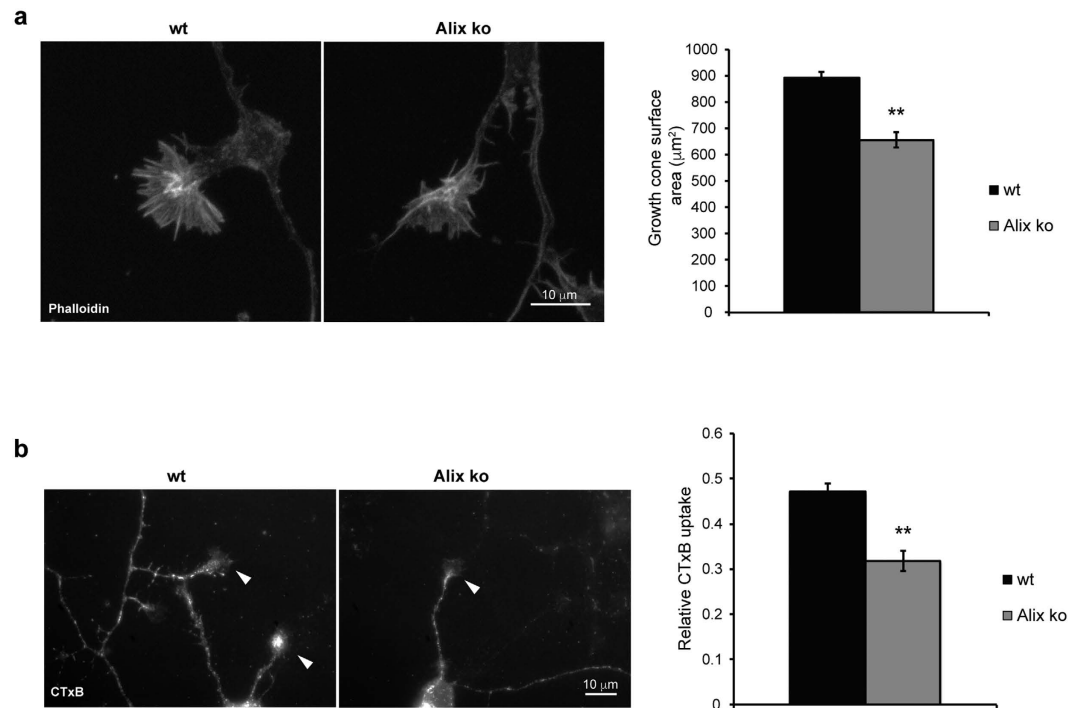 a
wt
Alix ko
Phalloidin
10 μm
Growth cone surface
area (μm²)
1000
900
800
700
600
500
400
300
200
100
0
**
wt
Alix ko
b
wt
Alix ko
CTxB
10 μm
Relative CTxB uptake
0.6
0.5
0.4
0.3
0.2
0.1
0
**
wt
Alix ko